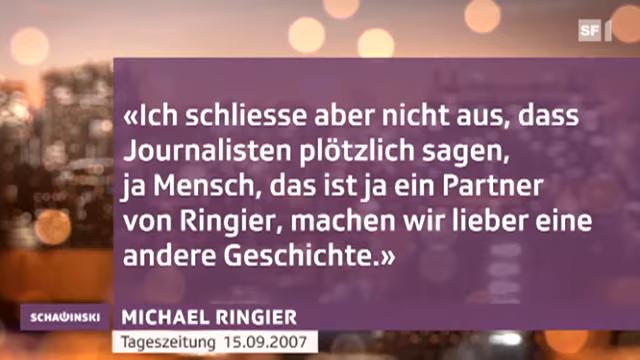 SF1
«Ich schliesse aber nicht aus, dass
Journalisten plötzlich sagen,
ja Mensch, das ist ja ein Partner
von Ringier, machen wir lieber eine
andere Geschichte.»
SCHAWINSKI
MICHAEL RINGIER
Tageszeitung 15.09.2007